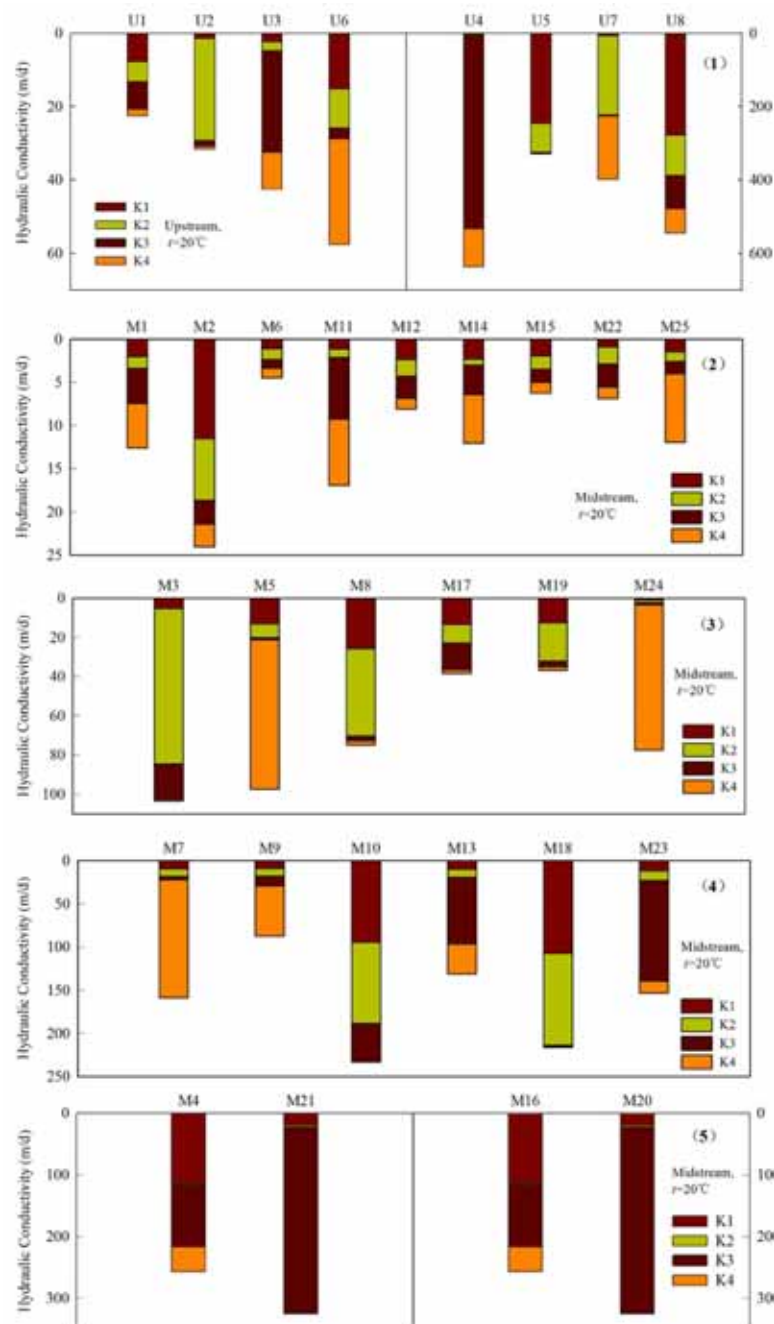 U1 U2 U3 U6 U4 U5 U7 U8
0 0
(1)
20 200
Hydraulic Conductivity (m/d)
40 400
60 600
K1
K2 Upstream,
K3 t=20℃
K4
M1 M2 M6 M11 M12 M14 M15 M22 M25
0
(2)
5
10
15
20
25
Hydraulic Conductivity (m/d)
Midstream,
t=20℃
K1
K2
K3
K4
M3 M5 M8 M17 M19 M24
0
(3)
20
40
60
80
100
Hydraulic Conductivity (m/d)
Midstream,
t=20℃
K1
K2
K3
K4
M7 M9 M10 M13 M18 M23
0
(4)
50
100
150
200
250
Hydraulic Conductivity (m/d)
Midstream,
t=20℃
K1
K2
K3
K4
M4 M21 M16 M20
0 0
(5)
100
200
300
Hydraulic Conductivity (m/d)
Midstream,
t=20℃
K1
K2
K3
K4